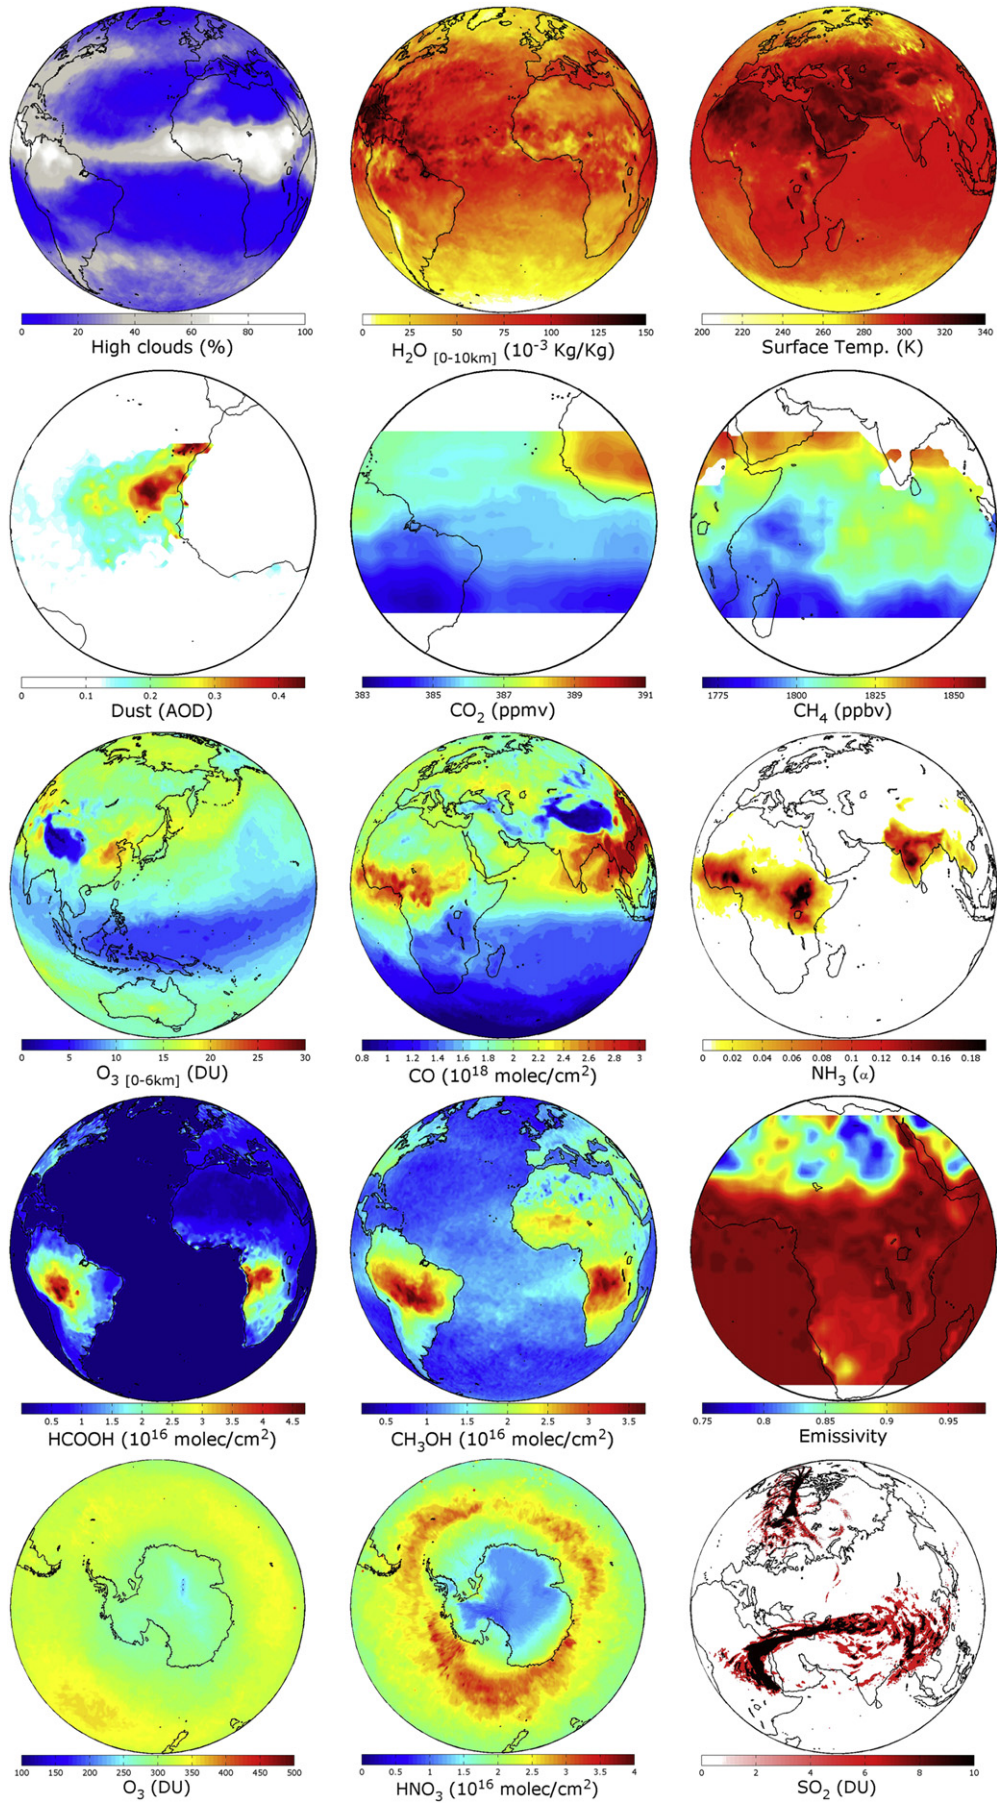 0 20 40 60 80 100
High clouds (%)
0 25 50 75 100 125 150
H₂O [0-10km] (10⁻³ Kg/Kg)
200 220 240 260 280 300 320 340
Surface Temp. (K)
0 0.1 0.2 0.3 0.4
Dust (AOD)
383 385 387 389 391
CO₂ (ppmv)
1775 1800 1825 1850
CH₄ (ppbv)
0 5 10 15 20 25 30
O₃ [0-6km] (DU)
0.8 1 1.2 1.4 1.6 1.8 2 2.2 2.4 2.6 2.8 3
CO (10¹⁸ molec/cm²)
0 0.02 0.04 0.06 0.08 0.1 0.12 0.14 0.16 0.18
NH₃ (α)
0.5 1 1.5 2 2.5 3 3.5 4 4.5
HCOOH (10¹⁶ molec/cm²)
0.5 1 1.5 2 2.5 3 3.5
CH₃OH (10¹⁶ molec/cm²)
0.75 0.8 0.85 0.9 0.95
Emissivity
100 150 200 250 300 350 400 450 500
O₃ (DU)
0 0.5 1 1.5 2 2.5 3 3.5 4
HNO₃ (10¹⁶ molec/cm²)
0 2 4 6 8 10
SO₂ (DU)